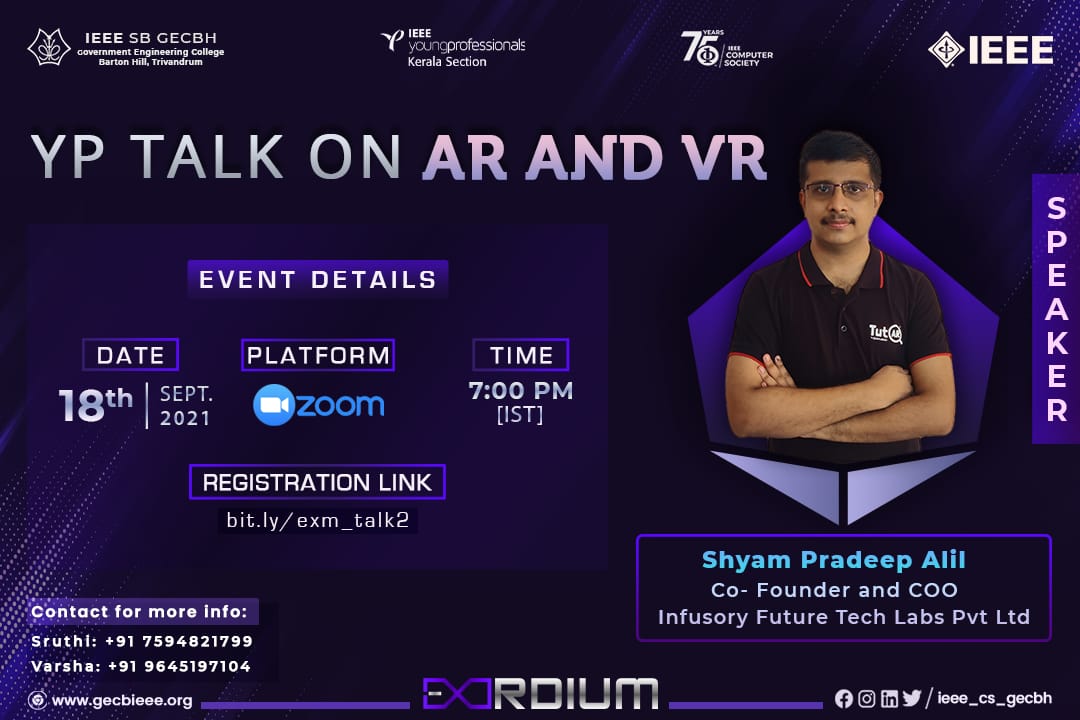 IEEE SB GECBH
Government Engineering College
Barton Hill, Trivandrum
IEEE
youngprofessionals
Kerala Section
75 YEARS
IEEE
COMPUTER
SOCIETY
IEEE
YP TALK ON AR AND VR
SPEAKER
EVENT DETAILS
DATE
18th SEPT.
2021
PLATFORM
zoom
TIME
7:00 PM
[IST]
REGISTRATION LINK
bit.ly/exm_talk2
TutAR
Shyam Pradeep Alil
Co- Founder and COO
Infusory Future Tech Labs Pvt Ltd
Contact for more info:
Sruthi: +91 7594821799
Varsha: +91 9645197104
www.gecbieee.org
EXORDIUM
/ ieee_cs_gecbh